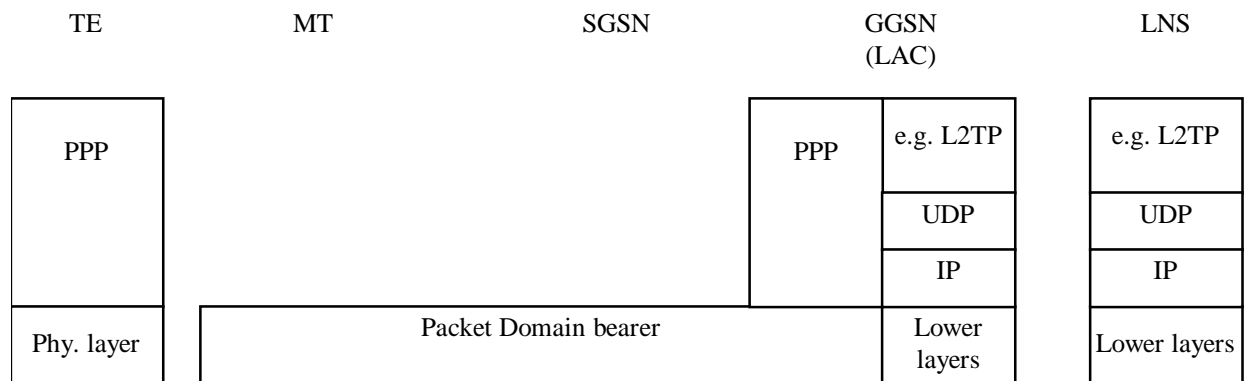 TE MT SGSN GGSN LNS
(LAC)
PPP PPP e.g. L2TP e.g. L2TP
UDP UDP
IP IP
Phy. layer Packet Domain bearer Lower layers Lower layers